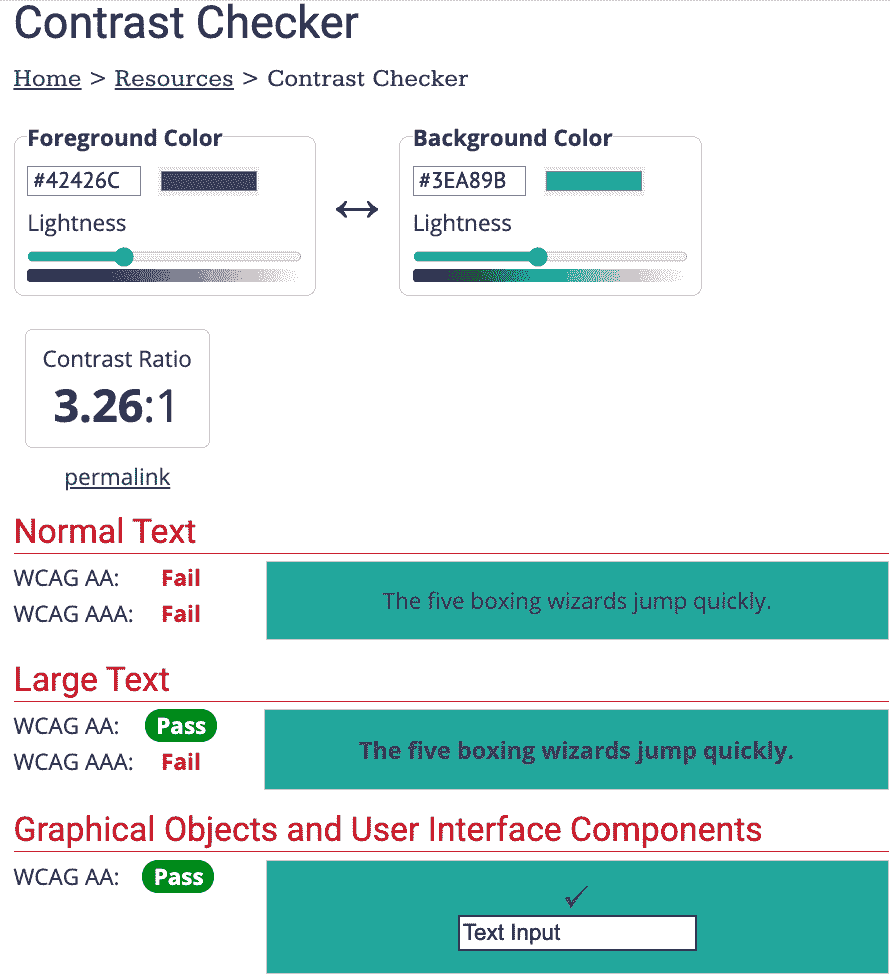 Contrast Checker
Home > Resources > Contrast Checker
Foreground Color
#42426C
Lightness
Background Color
#3EA89B
Lightness
Contrast Ratio
3.26:1
permalink
Normal Text
WCAG AA: Fail
WCAG AAA: Fail
The five boxing wizards jump quickly.
Large Text
WCAG AA: Pass
WCAG AAA: Fail
The five boxing wizards jump quickly.
Graphical Objects and User Interface Components
WCAG AA: Pass
✓
Text Input